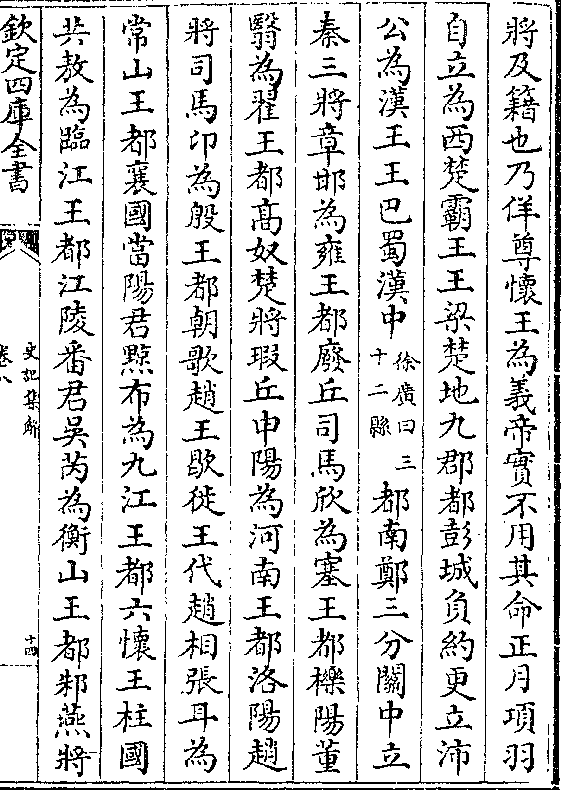 將及籍也乃佯尊懷王為義帝實不用其命正月項羽
自立為西楚霸王王梁楚地九郡都彭城負約更立沛
公為漢王王巴蜀漢中徐廣曰三十二縣都南鄭三分關中立
秦三將章邯為雍王都廢丘司馬欣為塞王都櫟陽董
翳為翟王都髙奴楚將瑕丘申陽為河南王都洛陽趙
將司馬卬為殷王都朝歌趙王歇徙王代趙相張耳為
常山王都襄國當陽君黥布為九江王都六懷王柱國
共敖為臨江王都江陵番君吳芮為衡山王都邾燕將
欽定四庫全書
史記集解
卷八
十四